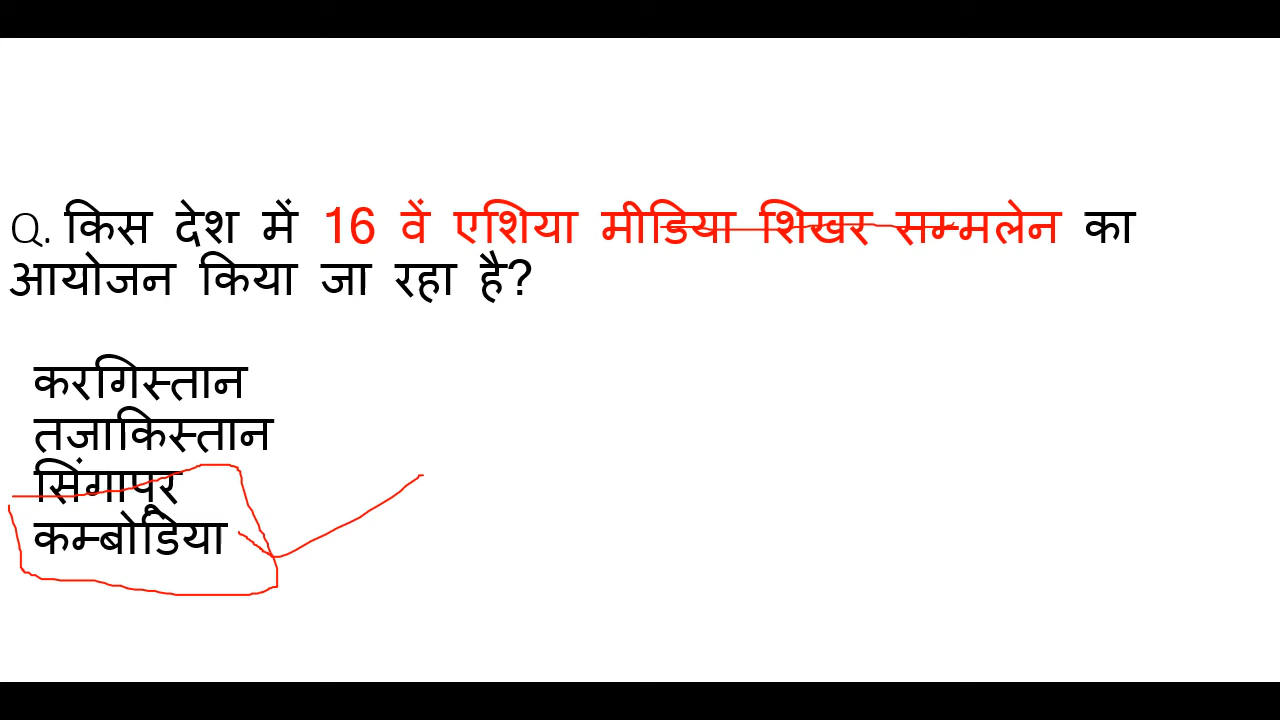 Q. किस देश में 16 वें एशिया मीडिया शिखर सम्मलेन का
आयोजन किया जा रहा है?
करगिस्तान
तजाकिस्तान
सिंगापूर
कम्बोडिया